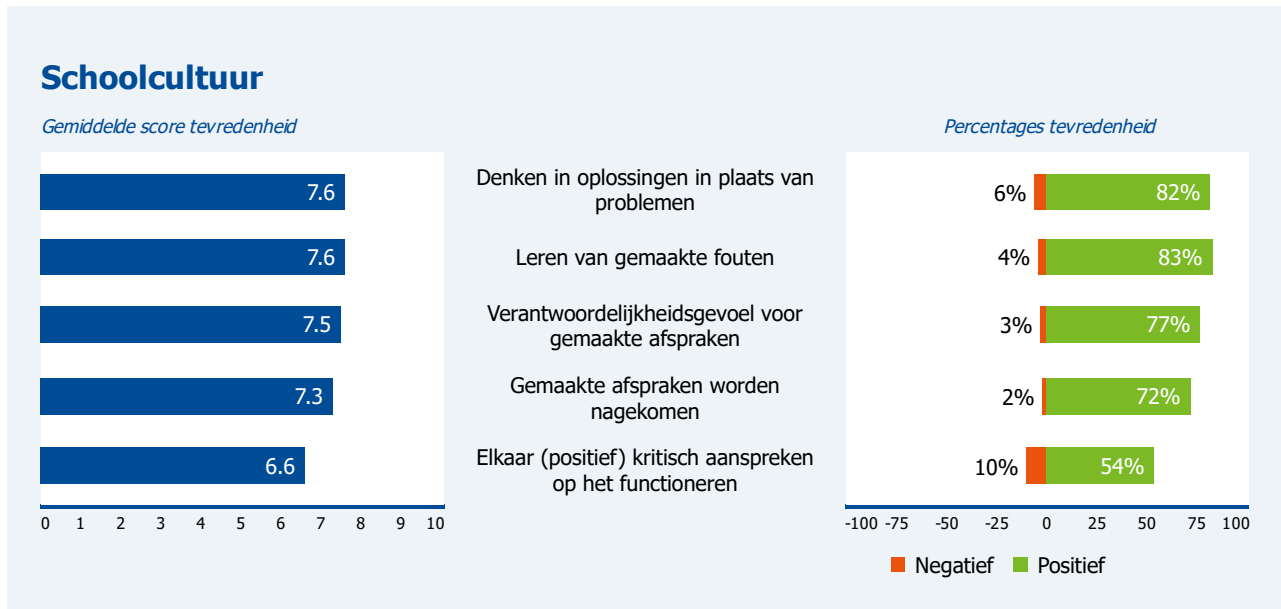 Schoolcultuur
Gemiddelde score tevredenheid
Percentages tevredenheid
7.6
Denken in oplossingen in plaats van
problemen
6%
82%
7.6
Leren van gemaakte fouten
4%
83%
7.5
Verantwoordelijkheidsgevoel voor
gemaakte afspraken
3%
77%
7.3
Gemaakte afspraken worden
nagekomen
2%
72%
6.6
Elkaar (positief) kritisch aanspreken
op het functioneren
10%
54%
0 1 2 3 4 5 6 7 8 9 10
-100 -75 -50 -25 0 25 50 75 100
Negatief Positief